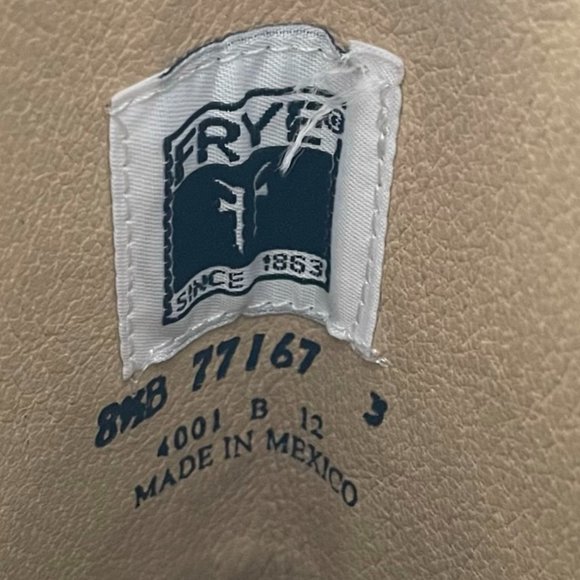 FRYE®
F
SINCE 1863
8½B 77167 3
4001 B 12
MADE IN MEXICO